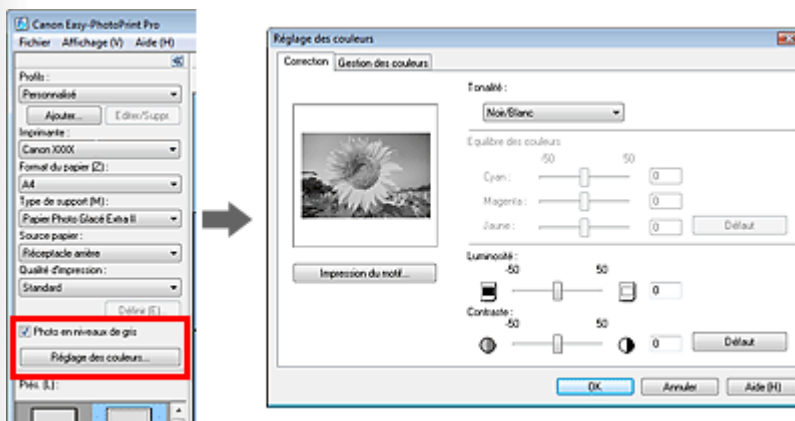 Canon Easy-PhotoPrint Pro
Fichier Affichage (V) Aide (H)
Profils :
Personnalisé
Ajouter... Editer/Suppr.
Imprimante :
Canon XXXX
Format du papier (Z) :
A4
Type de support (M) :
Papier Photo Glacé Extra II
Source papier :
Réceptacle arrière
Qualité d'impression :
Standard
Définir (E)...
Photo en niveaux de gris
Réglage des couleurs...
Prés. (L) :
Réglage des couleurs
Correction Gestion des couleurs
Impression du motif...
Tonalité :
Noir/Blanc
Equilibre des couleurs
-50 50
Cyan : 0
Magenta : 0
Jaune : 0 Défaut
Luminosité :
-50 50
0
Contraste :
-50 50
0 Défaut
OK Annuler Aide (H)